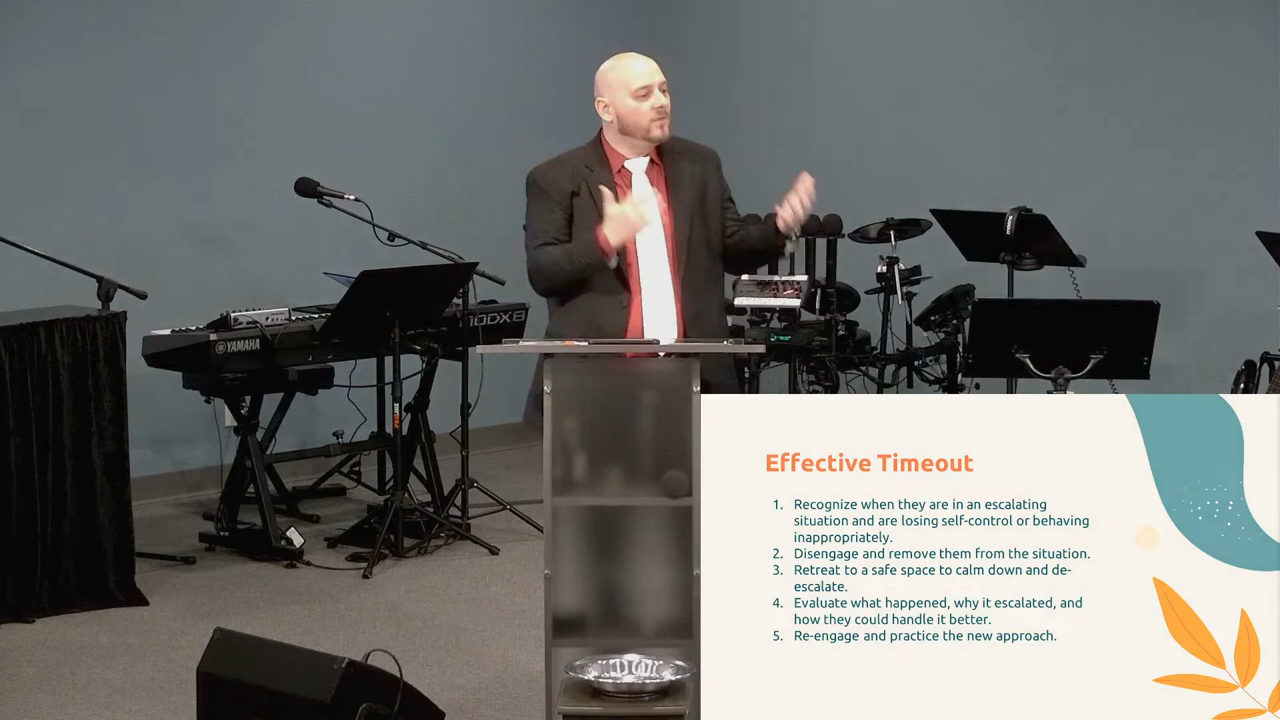 YAMAHA
10DX8
Effective Timeout
1. Recognize when they are in an escalating
situation and are losing self-control or behaving
inappropriately.
2. Disengage and remove them from the situation.
3. Retreat to a safe space to calm down and de-
escalate.
4. Evaluate what happened, why it escalated, and
how they could handle it better.
5. Re-engage and practice the new approach.